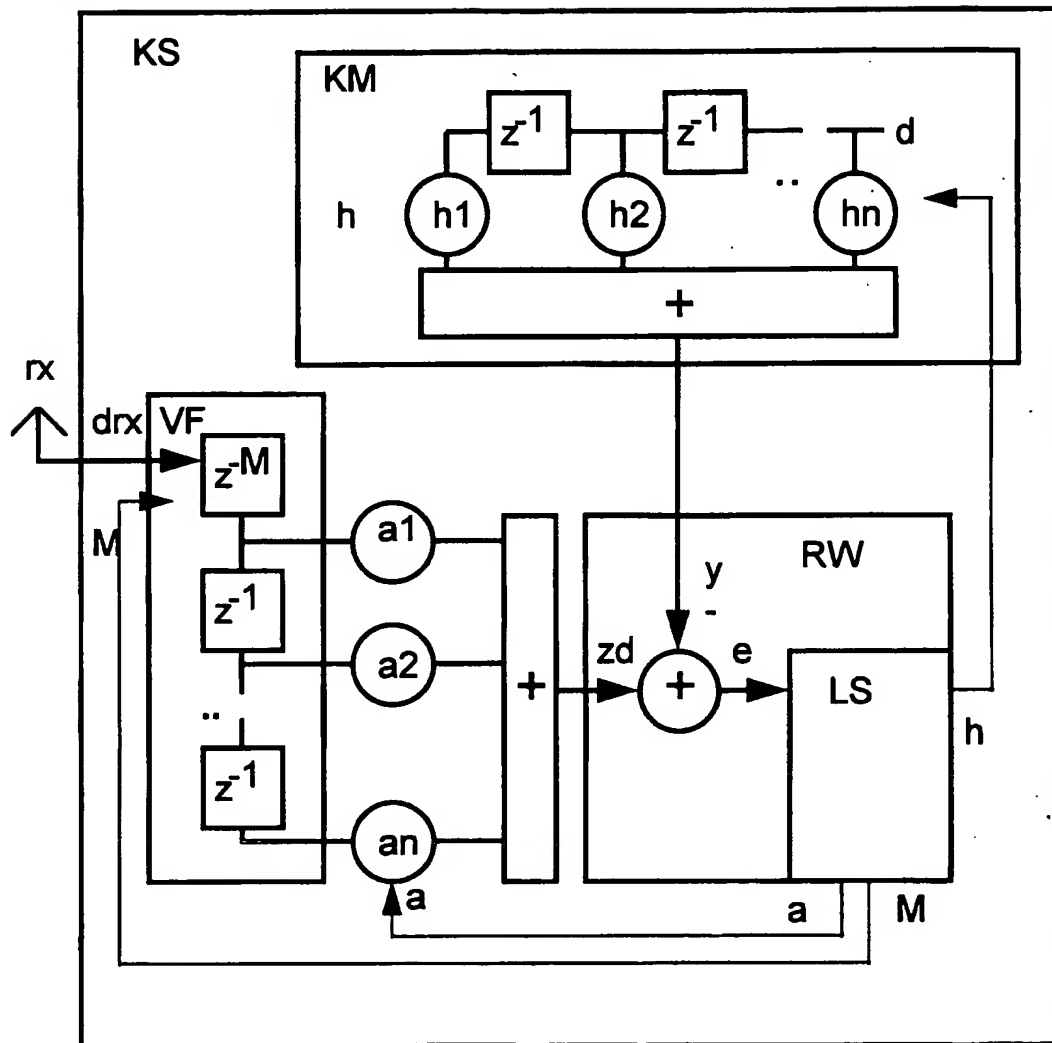 KS
KM
z-1
z-1
d
..
h
h1
h2
hn
+
rx
drx
VF
z-M
M
a1
RW
y
-
z-1
a2
zd
+
e
+
LS
..
h
z-1
an
a
a
M